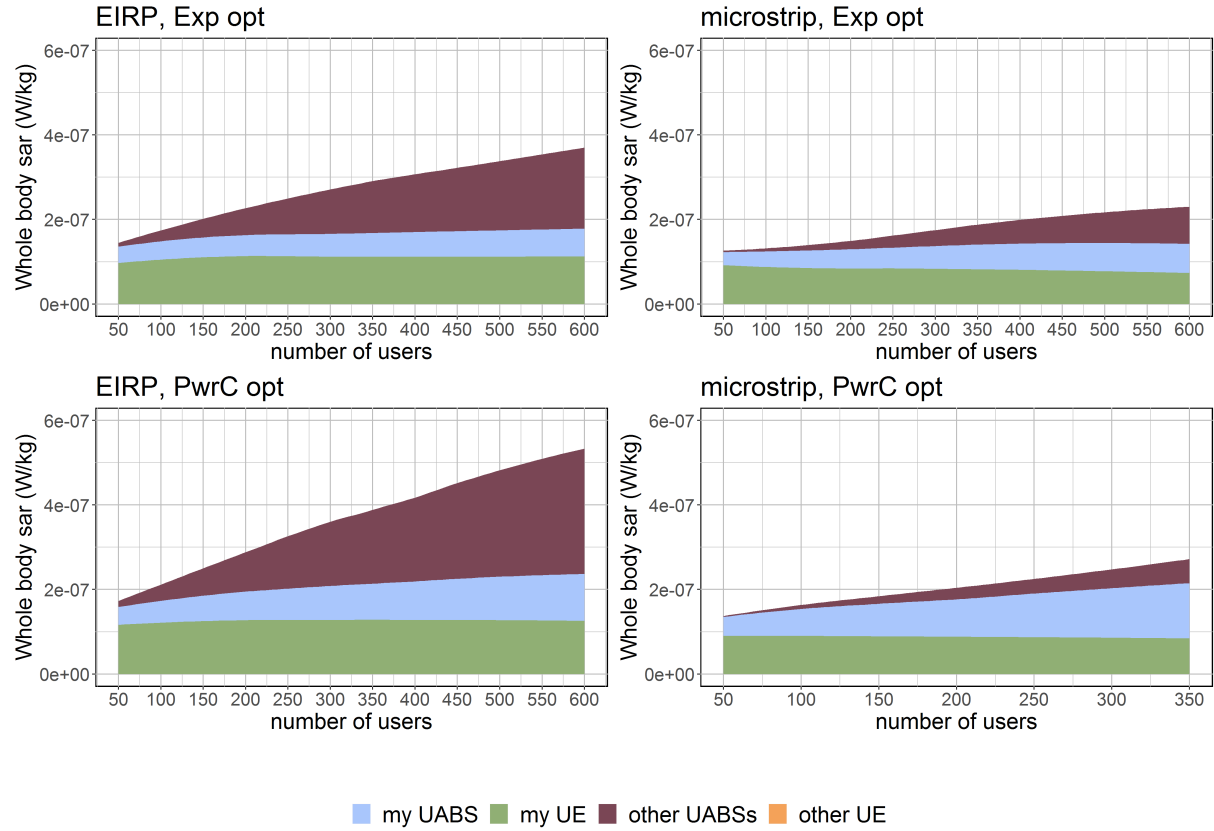 EIRP, Exp opt
6e-07
4e-07
2e-07
0e+00
Whole body sar (W/kg)
50 100 150 200 250 300 350 400 450 500 550 600
number of users
microstrip, Exp opt
6e-07
4e-07
2e-07
0e+00
Whole body sar (W/kg)
50 100 150 200 250 300 350 400 450 500 550 600
number of users
EIRP, PwrC opt
6e-07
4e-07
2e-07
0e+00
Whole body sar (W/kg)
50 100 150 200 250 300 350 400 450 500 550 600
number of users
microstrip, PwrC opt
6e-07
4e-07
2e-07
0e+00
Whole body sar (W/kg)
50 100 150 200 250 300 350
number of users
my UABS my UE other UABSs other UE